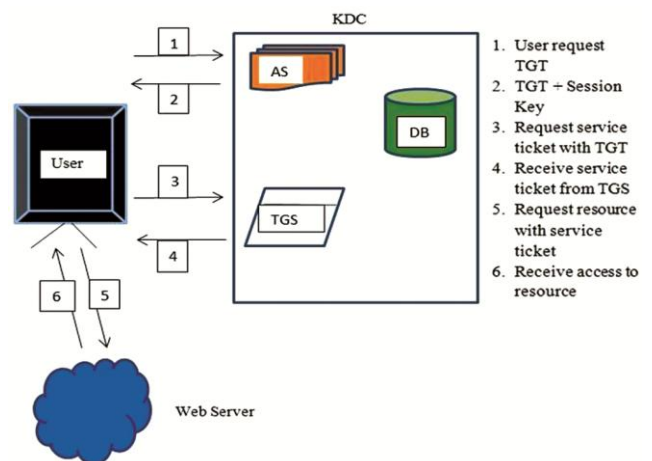 KDC
1
AS
2
DB
User
3
TGS
4
6
5
Web Server
1. User request
TGT
2. TGT + Session
Key
3. Request service
ticket with TGT
4. Receive service
ticket from TGS
5. Request resource
with service
ticket
6. Receive access to
resource